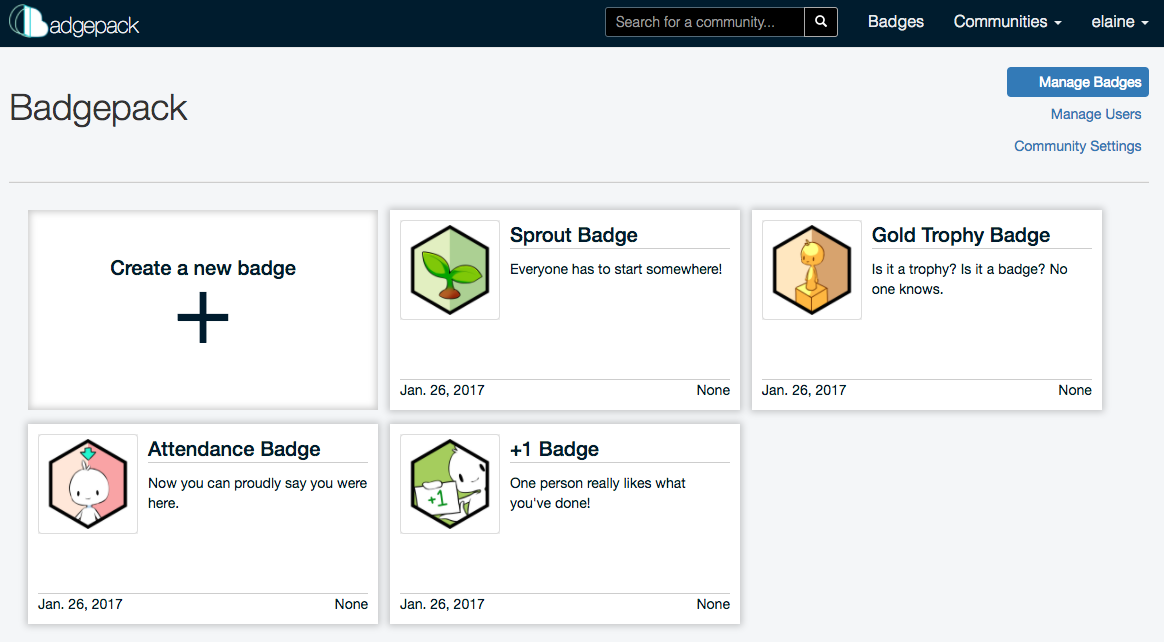 Badgepack
Search for a community...
Badges
Communities
elaine
Badgepack
Manage Badges
Manage Users
Community Settings
Create a new badge
Sprout Badge
Everyone has to start somewhere!
Jan. 26, 2017
None
Gold Trophy Badge
Is it a trophy? Is it a badge? No
one knows.
Jan. 26, 2017
None
Attendance Badge
Now you can proudly say you were
here.
Jan. 26, 2017
None
+1
+1 Badge
One person really likes what
you've done!
Jan. 26, 2017
None